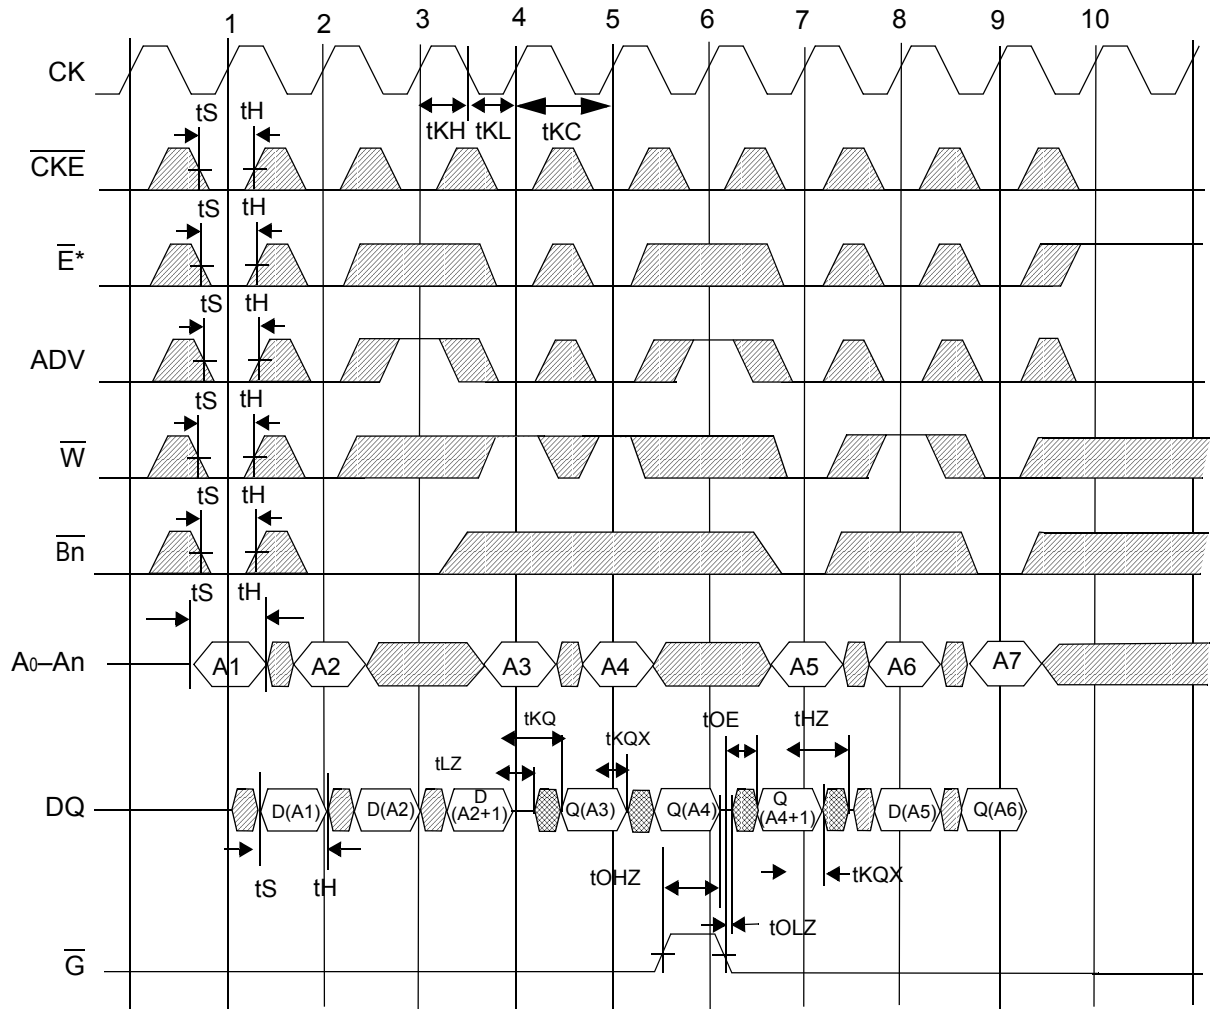 1 2 3 4 5 6 7 8 9 10
CK
tS tH tKH tKL tKC
CKE
tS tH
E*
tS tH
ADV
tS tH
W
tS tH
Bn
tS tH
A0–An A1 A2 A3 A4 A5 A6 A7
tKQ tOE tHZ
tLZ tKQX
DQ D(A1) D(A2) D (A2+1) Q(A3) Q(A4) Q (A4+1) D(A5) Q(A6)
tS tH tOHZ tKQX
tOLZ
G